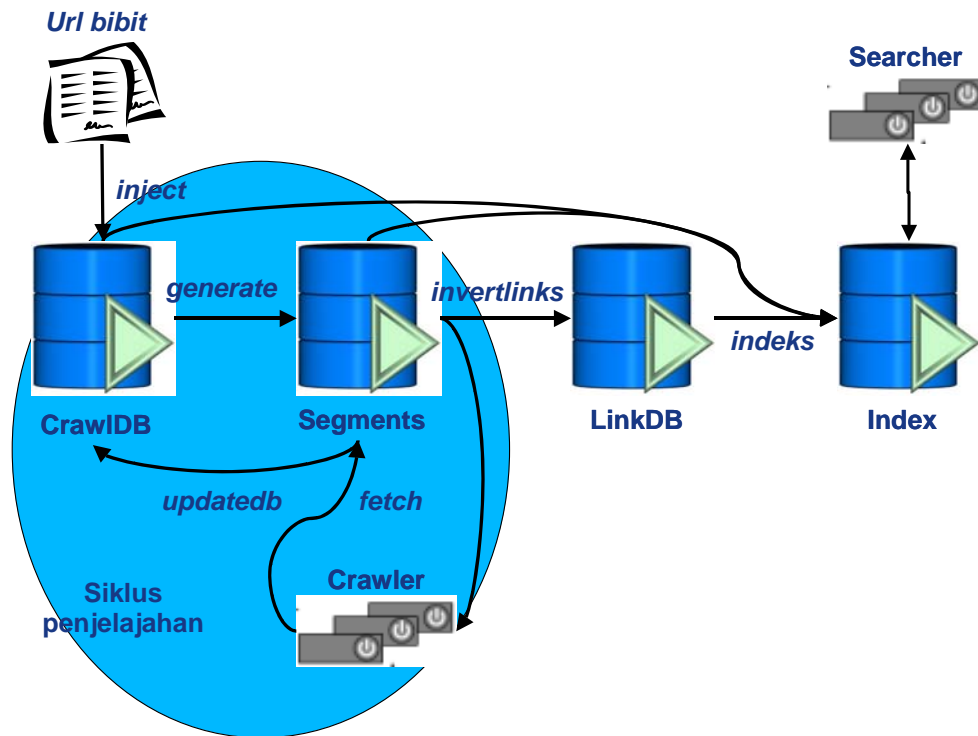 Url bibit
Searcher
inject
generate
invertlinks
indeks
CrawlDB
Segments
LinkDB
Index
updatedb
fetch
Crawler
Siklus
penjelajahan